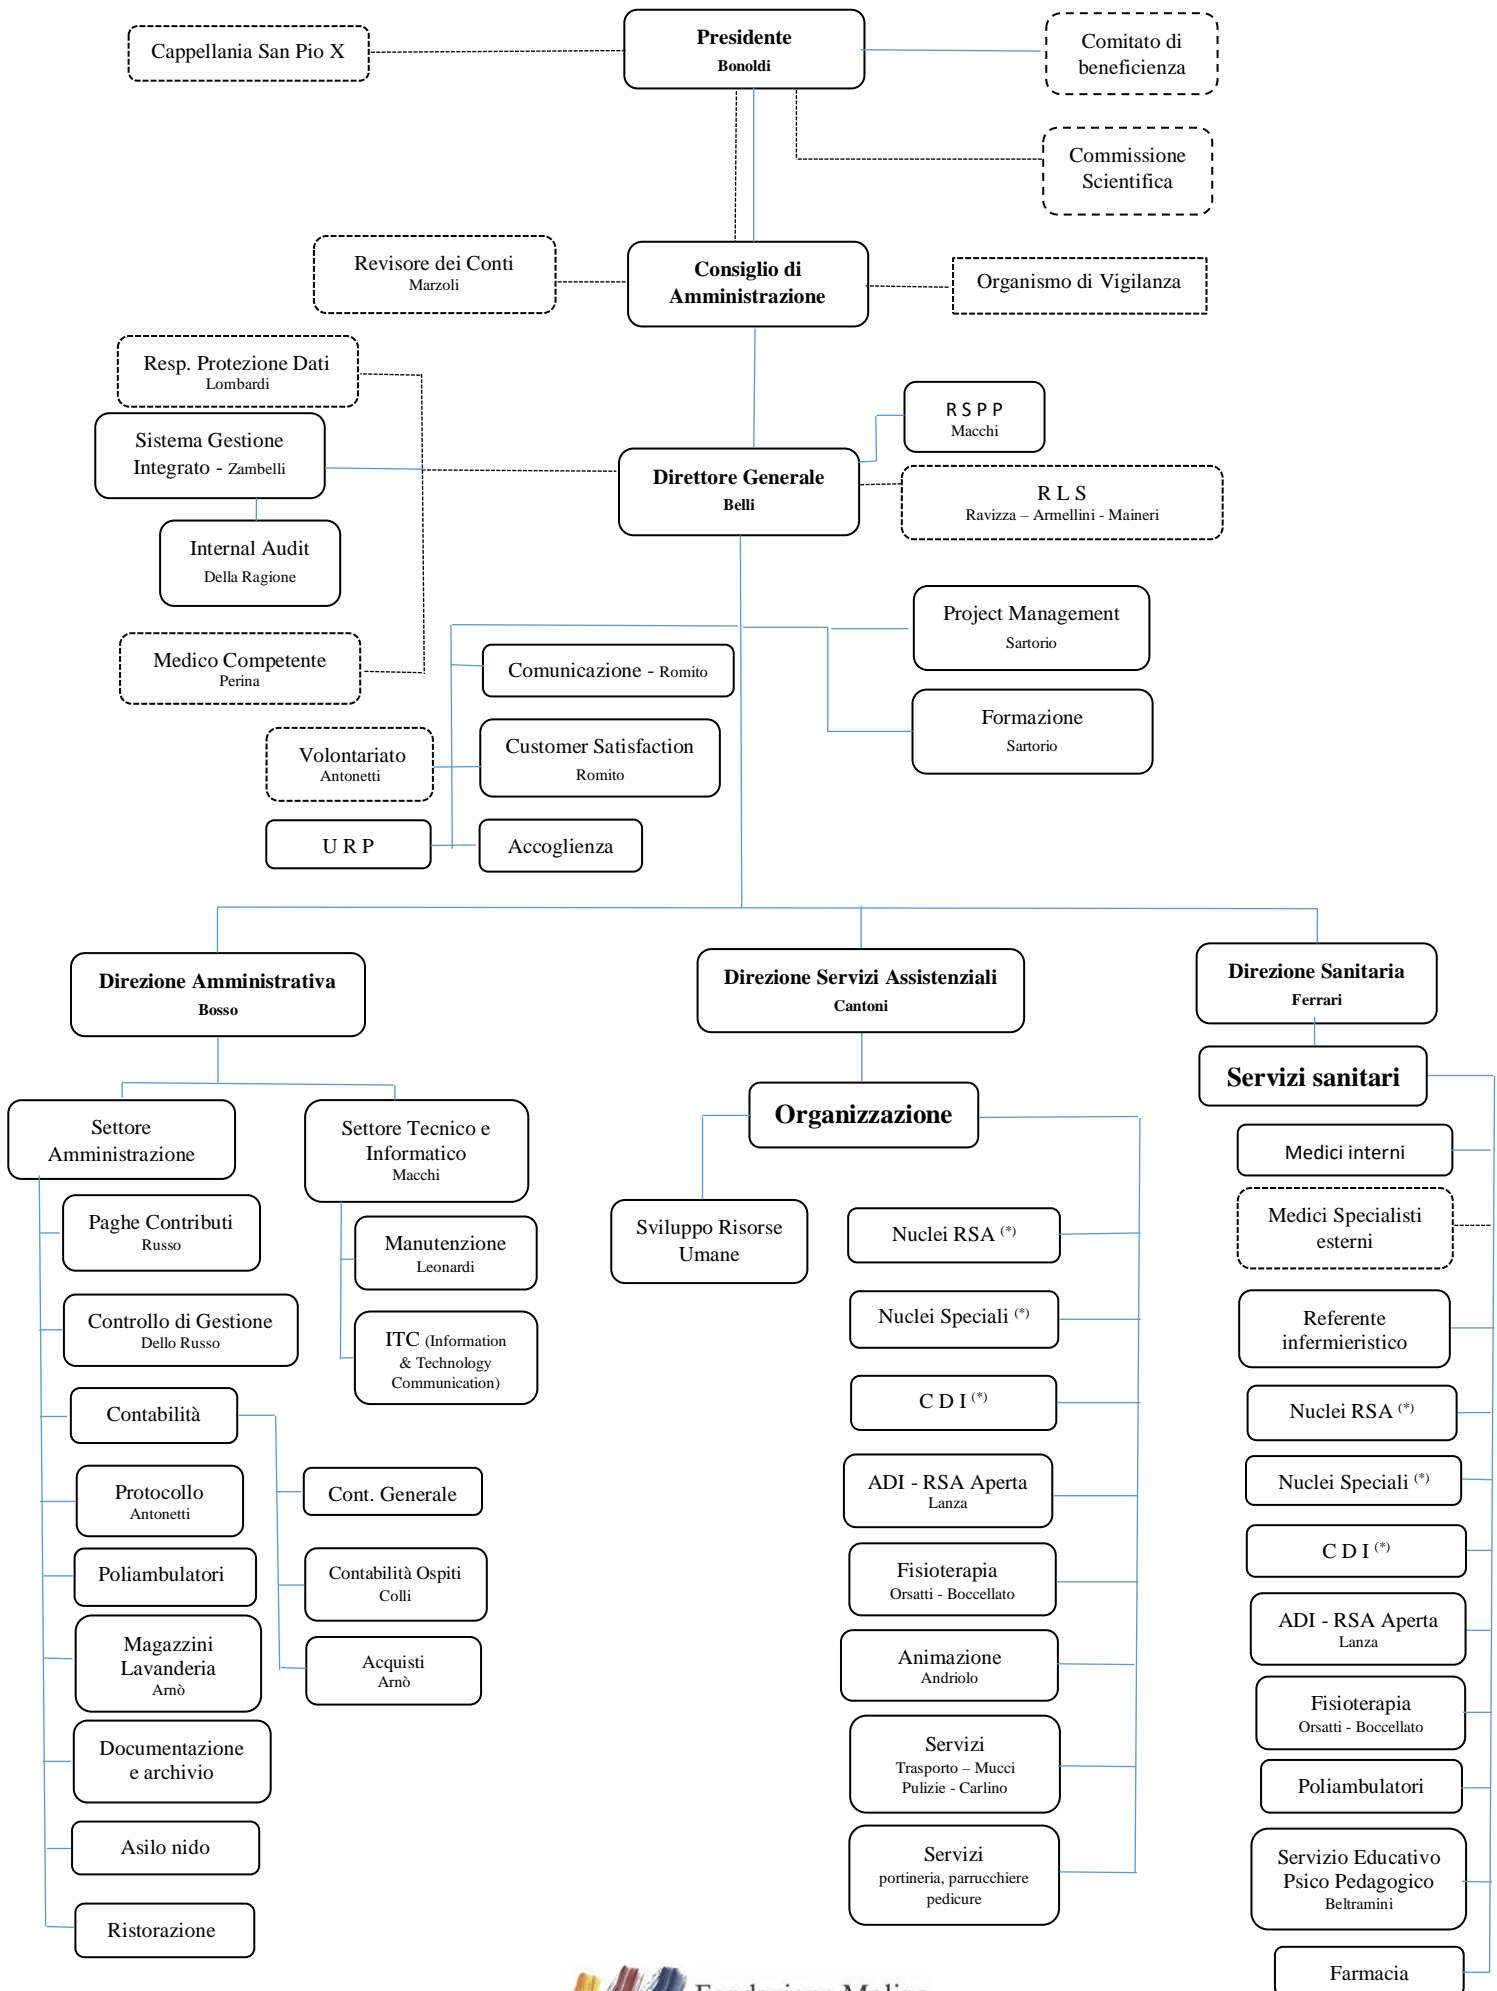 Presidente
Bonoldi
Cappellania San Pio X
Comitato di
beneficienza
Commissione
Scientifica
Revisore dei Conti
Marzoli
Consiglio di
Amministrazione
Organismo di Vigilanza
Resp. Protezione Dati
Lombardi
R S P P
Macchi
Sistema Gestione
Integrato - Zambelli
Direttore Generale
Belli
R L S
Ravizza – Armellini - Maineri
Internal Audit
Della Ragione
Project Management
Sartorio
Medico Competente
Perina
Comunicazione - Romito
Formazione
Sartorio
Volontariato
Antonetti
Customer Satisfaction
Romito
U R P
Accoglienza
Direzione Amministrativa
Bosso
Direzione Servizi Assistenziali
Cantoni
Direzione Sanitaria
Ferrari
Settore
Amministrazione
Settore Tecnico e
Informatico
Macchi
Paghe Contributi
Russo
Manutenzione
Leonardi
Controllo di Gestione
Dello Russo
ITC (Information
& Technology
Communication)
Contabilità
Protocollo
Antonetti
Cont. Generale
Poliambulatori
Contabilità Ospiti
Colli
Magazzini
Lavanderia
Arnò
Acquisti
Arnò
Documentazione
e archivio
Asilo nido
Ristorazione
Organizzazione
Sviluppo Risorse
Umane
Nuclei RSA (*)
Nuclei Speciali (*)
C D I (*)
ADI - RSA Aperta
Lanza
Fisioterapia
Orsatti - Boccellato
Animazione
Andriolo
Servizi
Trasporto – Mucci
Pulizie - Carlino
Servizi
portineria, parrucchiere
pedicure
Servizi sanitari
Medici interni
Medici Specialisti
esterni
Referente
infermieristico
Nuclei RSA (*)
Nuclei Speciali (*)
C D I (*)
ADI - RSA Aperta
Lanza
Fisioterapia
Orsatti - Boccellato
Poliambulatori
Servizio Educativo
Psico Pedagogico
Beltramini
Farmacia
Fondazione Molina